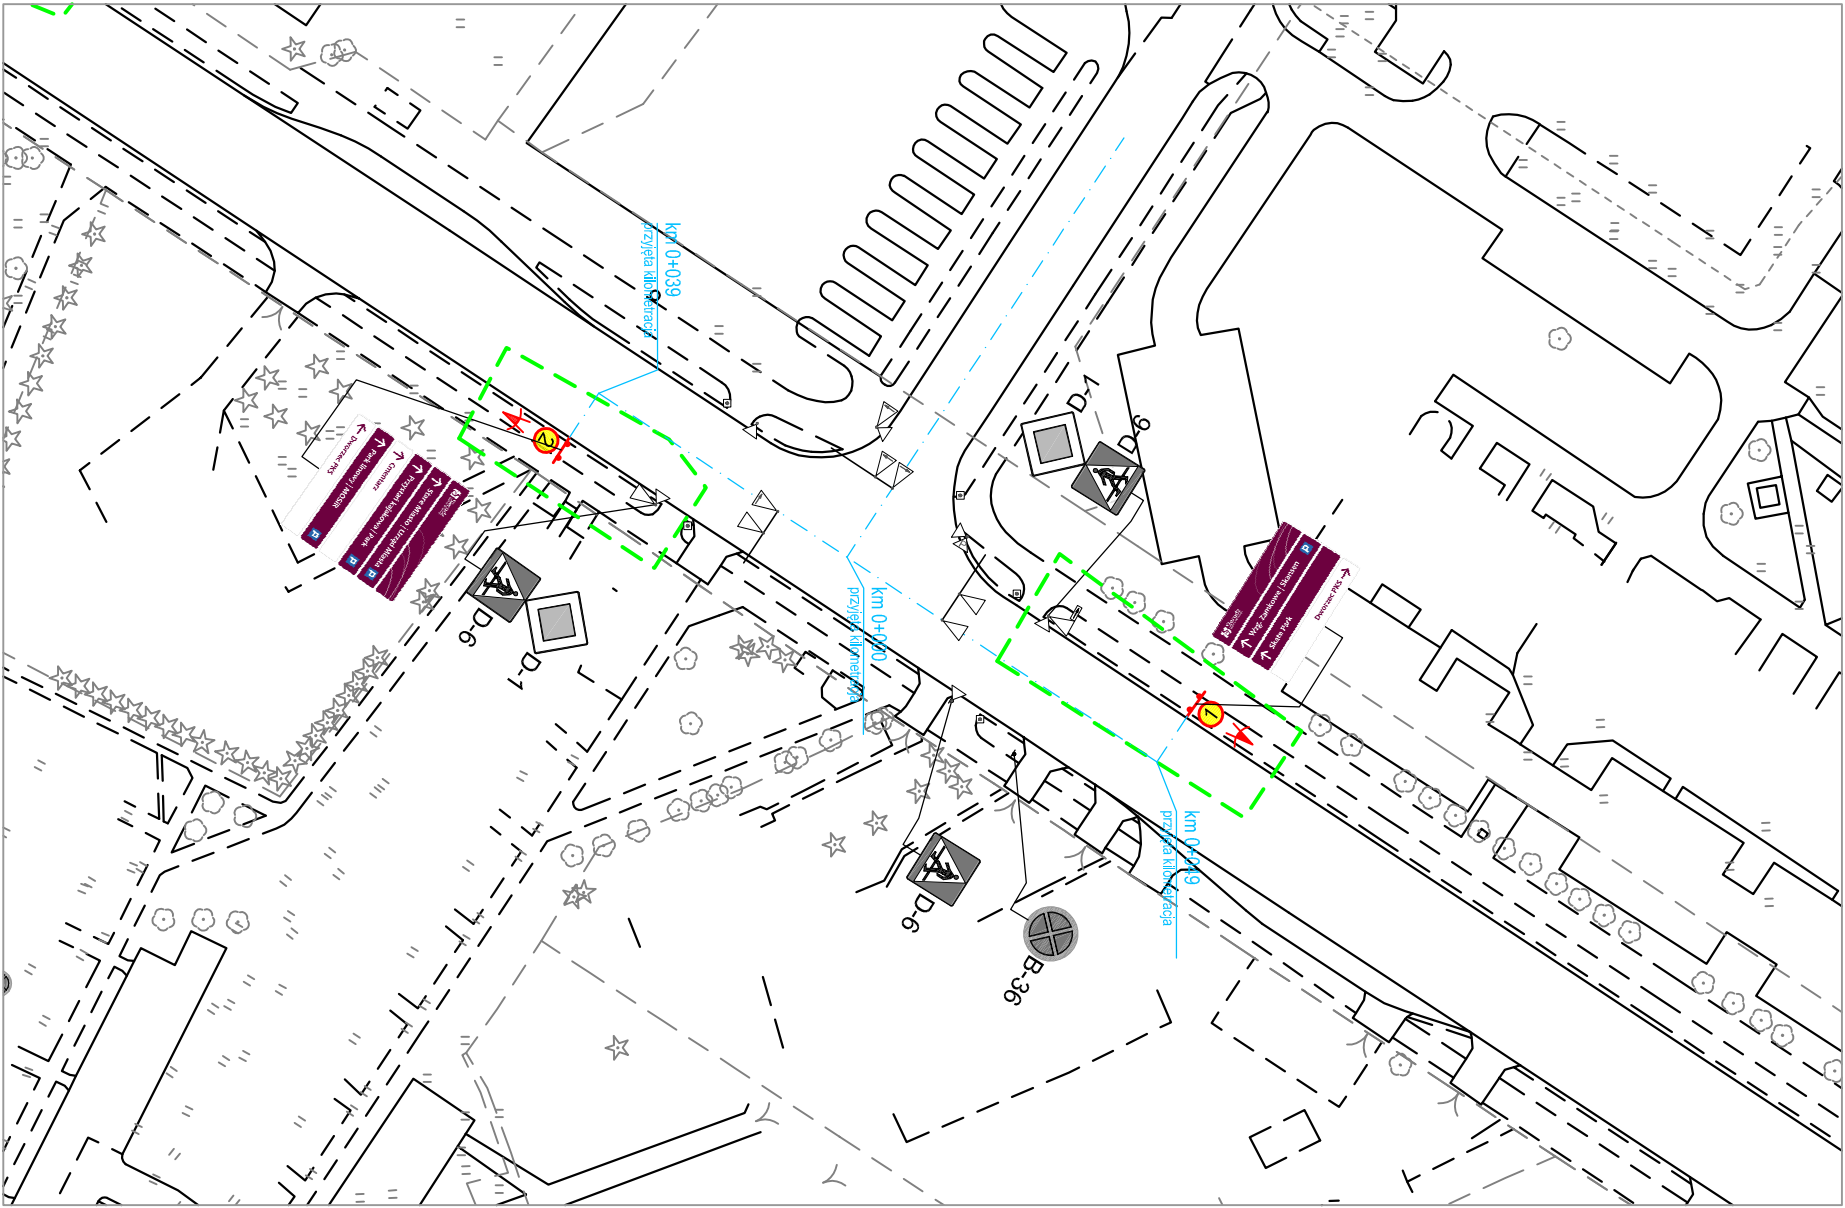 km 0+039
przyjęta kilometracja
D-1
D-6
2
Dworzec PKS
Park linowy | MOSiR
P
Cmentarz
Przystań kajakowa | Park
P
Stare Miasto | Urząd Miasta
P
D-6
D-1
km 0+000
przyjęta kilometracja
P
Wzg. Zamkowe | Skansen
Skate Park
Dworzec PKS
1
km 0+049
przyjęta kilometracja
D-6
B-36